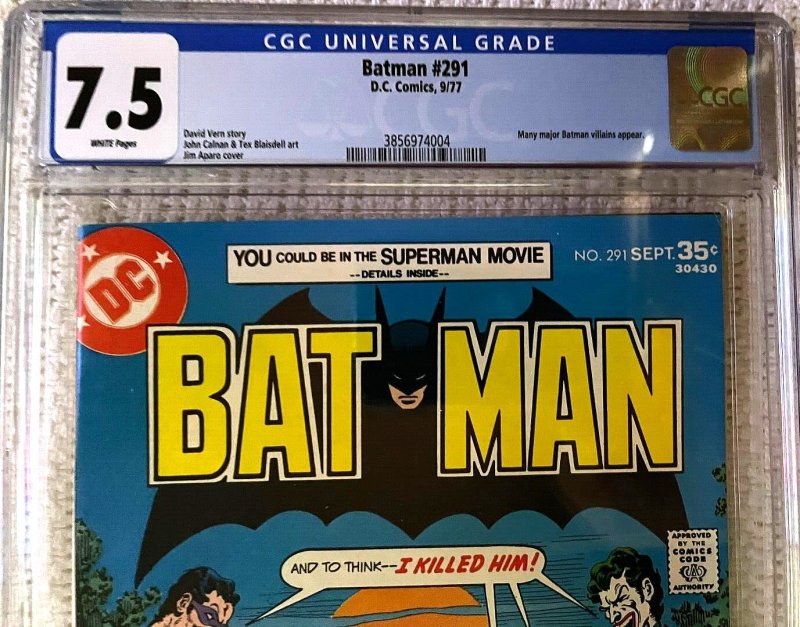 CGC UNIVERSAL GRADE
7.5
WHITE Pages
Batman #291
D.C. Comics, 9/77
David Vern story
John Calnan & Tex Blaisdell art
Jim Aparo cover
3856974004
Many major Batman villains appear.
CGC
CGC
DC
YOU COULD BE IN THE SUPERMAN MOVIE
--DETAILS INSIDE--
NO. 291 SEPT. 35¢
30430
BATMAN
APPROVED
BY THE
COMICS
CODE
AUTHORITY
AND TO THINK--I KILLED HIM!